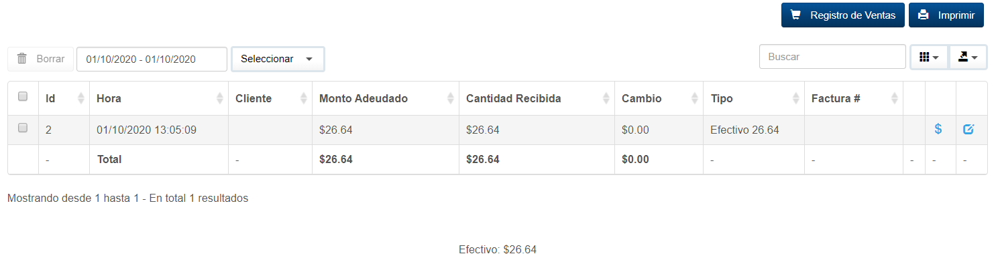 Registro de Ventas Imprimir
Borrar 01/10/2020 - 01/10/2020 Seleccionar Buscar
Id Hora Cliente Monto Adeudado Cantidad Recibida Cambio Tipo Factura #
2 01/10/2020 13:05:09 $26.64 $26.64 $0.00 Efectivo 26.64 $
- Total - $26.64 $26.64 $0.00 - - - - -
Mostrando desde 1 hasta 1 - En total 1 resultados
Efectivo: $26.64